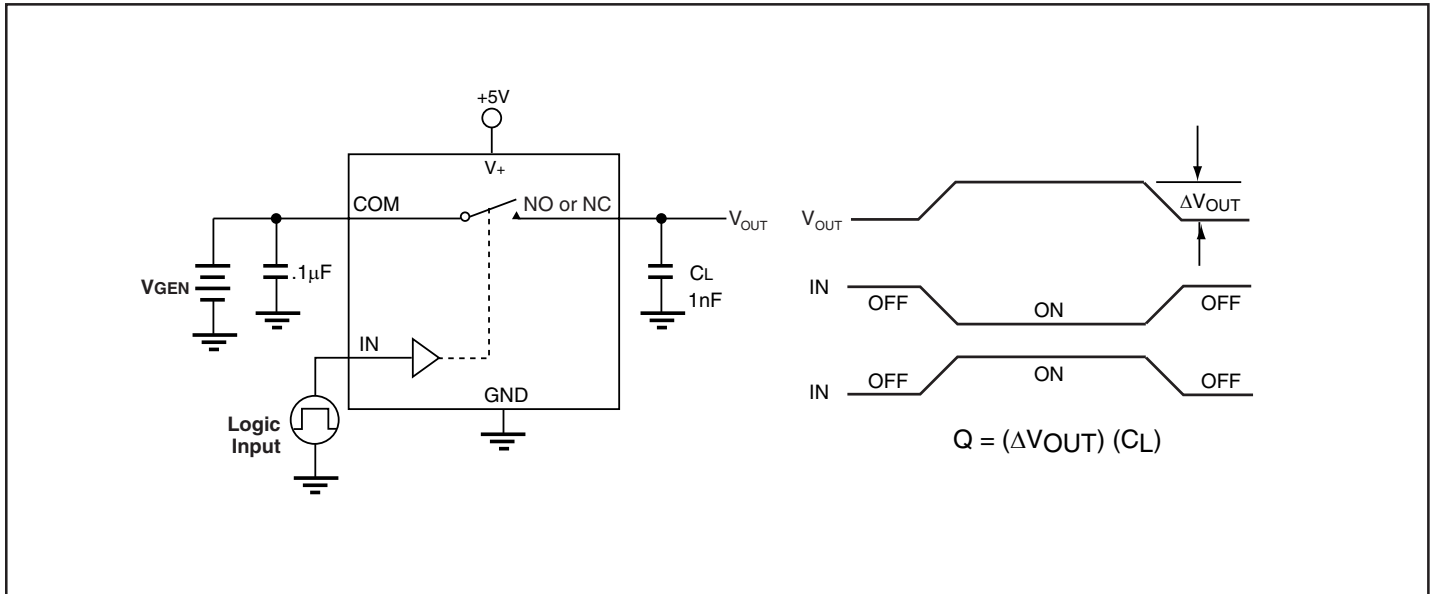 +5V
V+
COM
NO or NC
VOUT
.1µF
VGEN
CL
1nF
IN
GND
Logic
Input
VOUT
ΔVOUT
IN
OFF
ON
OFF
IN
OFF
ON
OFF
Q = (ΔVOUT) (CL)